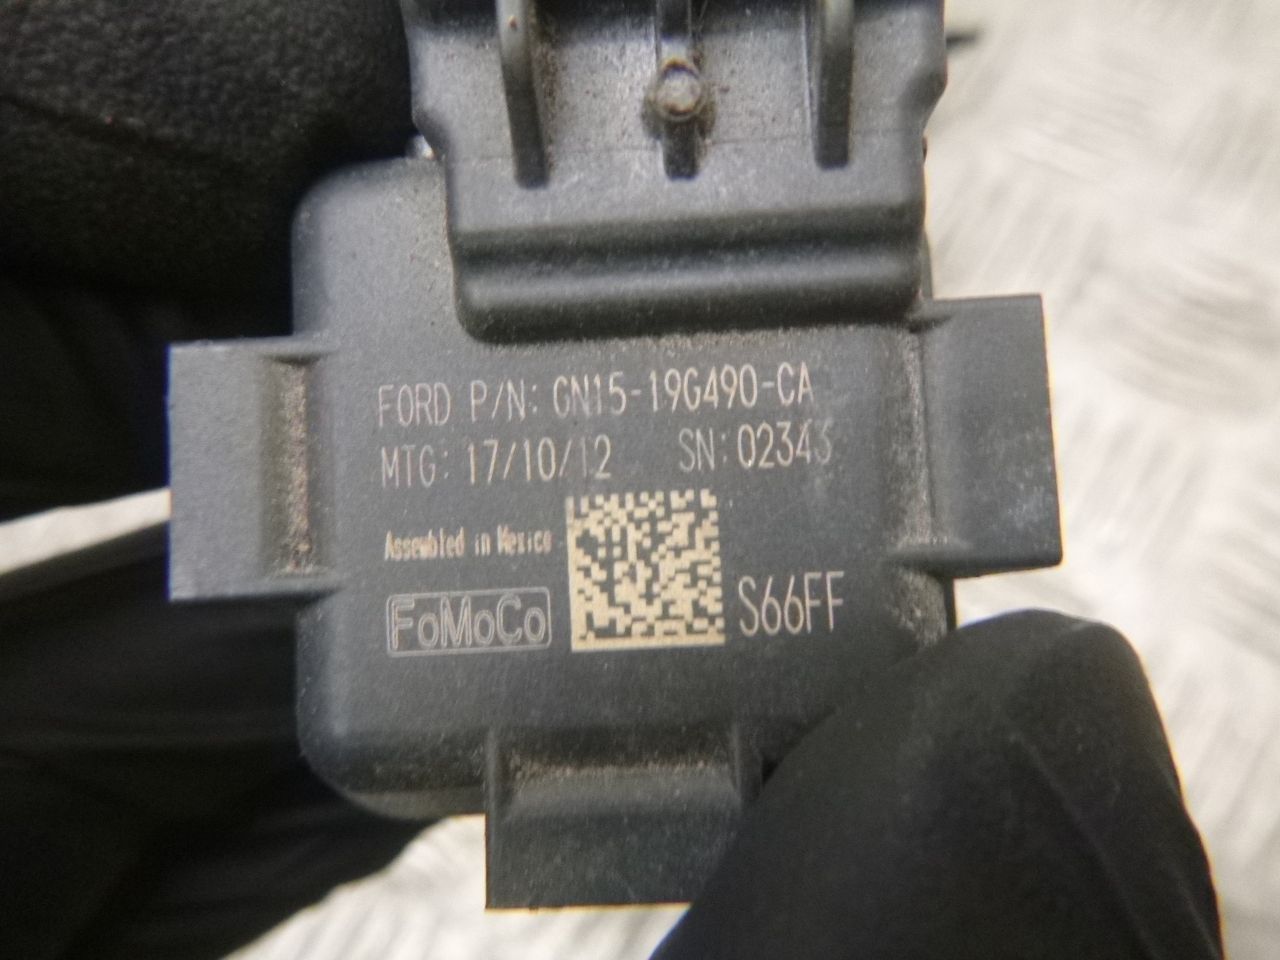 FORD P/N: GN15-19G490-CA
MTG: 17/10/12 SN: 02343
Assembled in Mexico
FoMoCo S66FF